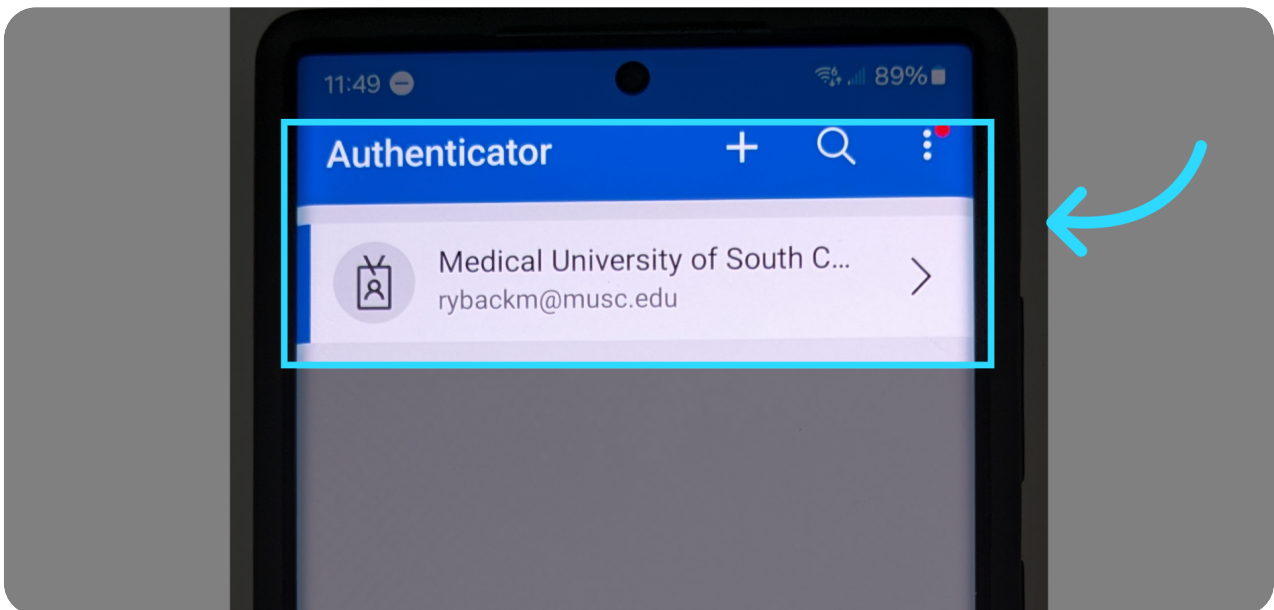 11:49
89%
Authenticator
Medical University of South C...
rybackm@musc.edu